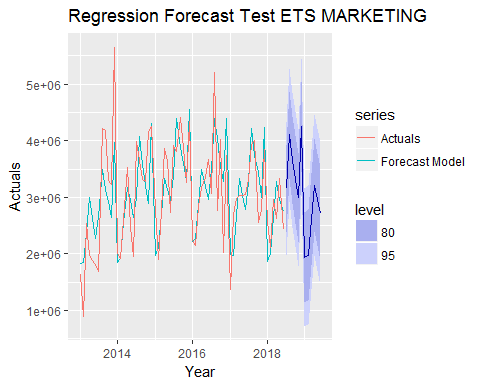 Regression Forecast Test ETS MARKETING
Actuals
5e+06
4e+06
3e+06
2e+06
1e+06
2014 2016 2018
Year
series
Actuals
Forecast Model
level
80
95